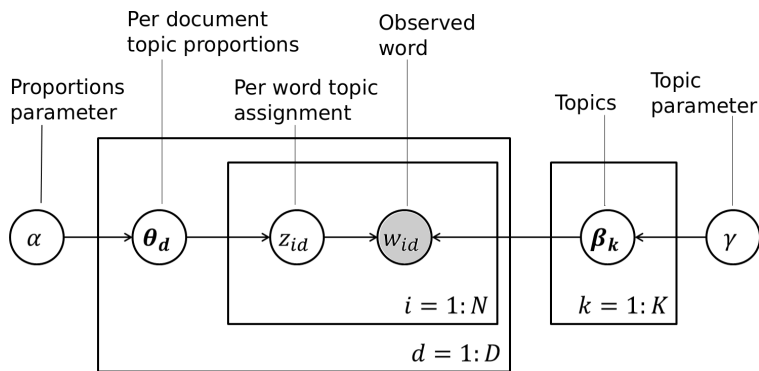 Per document
topic proportions
Observed
word
Proportions
parameter
Per word topic
assignment
Topics
Topic
parameter
α
θd
zid
wid
βk
γ
i = 1:N
k = 1:K
d = 1:D